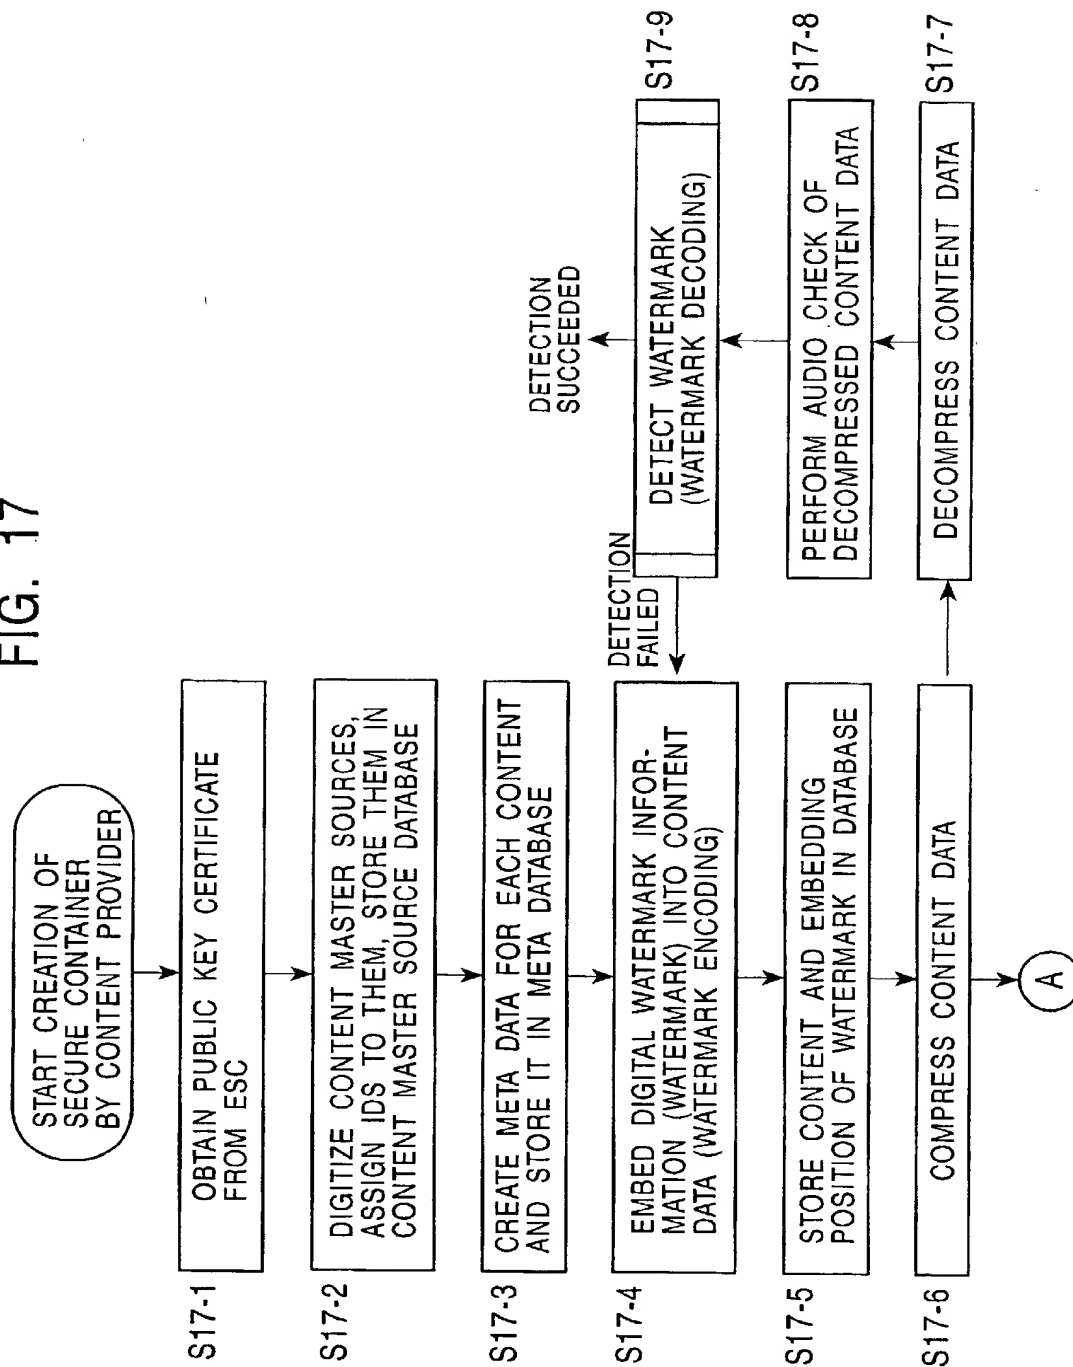 FIG. 17
START CREATION OF
SECURE CONTAINER
BY CONTENT PROVIDER
S17-1
OBTAIN PUBLIC KEY CERTIFICATE
FROM ESC
S17-2
DIGITIZE CONTENT MASTER SOURCES,
ASSIGN IDS TO THEM, STORE THEM IN
CONTENT MASTER SOURCE DATABASE
S17-3
CREATE META DATA FOR EACH CONTENT
AND STORE IT IN META DATABASE
S17-4
EMBED DIGITAL WATERMARK INFOR-
MATION (WATERMARK) INTO CONTENT
DATA (WATERMARK ENCODING)
S17-5
STORE CONTENT AND EMBEDDING
POSITION OF WATERMARK IN DATABASE
S17-6
COMPRESS CONTENT DATA
A
DECOMPRESS CONTENT DATA
S17-7
PERFORM AUDIO CHECK OF
DECOMPRESSED CONTENT DATA
S17-8
DETECT WATERMARK
(WATERMARK DECODING)
S17-9
DETECTION
FAILED
DETECTION
SUCCEEDED